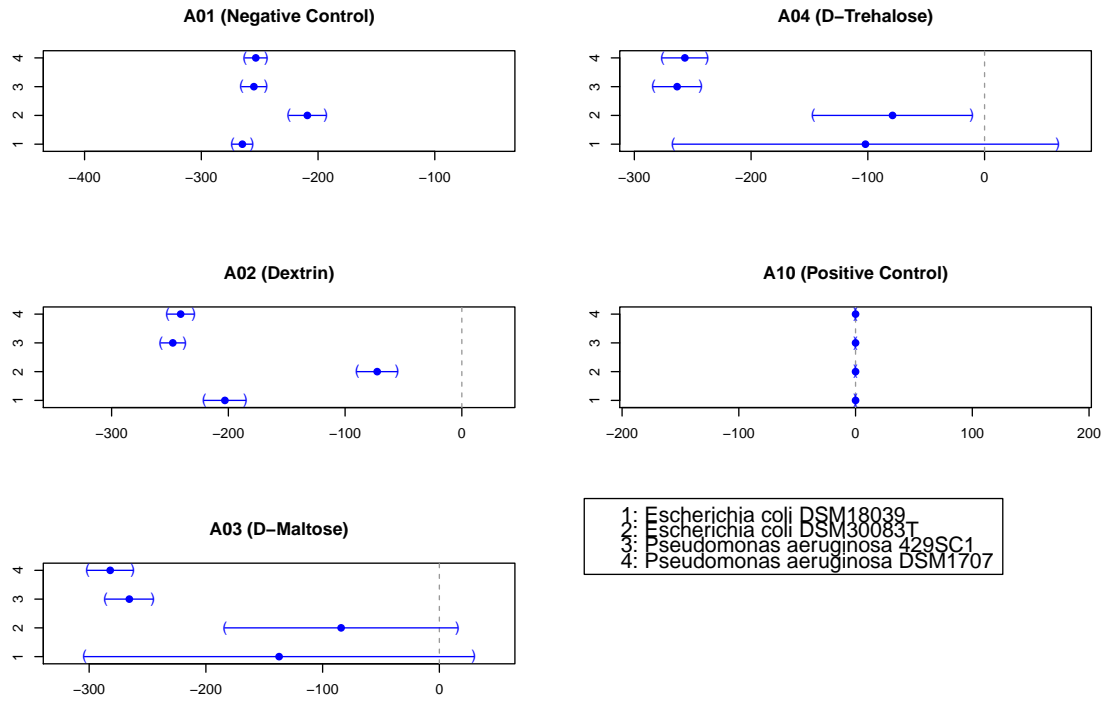 A01 (Negative Control)
4
3
2
1
−400 −300 −200 −100
A04 (D−Trehalose)
4
3
2
1
−300 −200 −100 0
A02 (Dextrin)
4
3
2
1
−300 −200 −100 0
A10 (Positive Control)
4
3
2
1
−200 −100 0 100 200
A03 (D−Maltose)
4
3
2
1
−300 −200 −100 0
1: Escherichia coli DSM18039
2: Escherichia coli DSM30083T
3: Pseudomonas aeruginosa 429SC1
4: Pseudomonas aeruginosa DSM1707